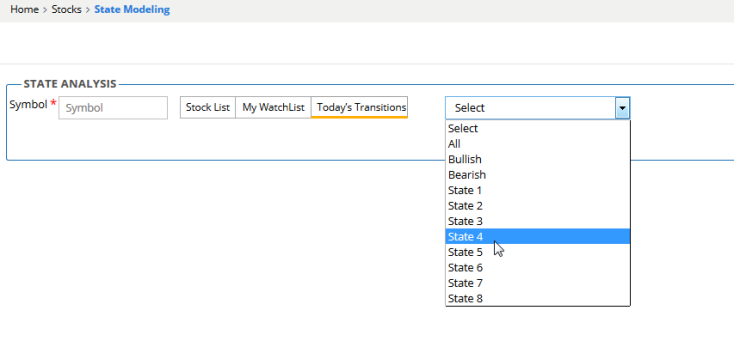 Home > Stocks > State Modeling
STATE ANALYSIS
Symbol * Symbol Stock List My WatchList Today's Transitions Select
Select
All
Bullish
Bearish
State 1
State 2
State 3
State 4
State 5
State 6
State 7
State 8